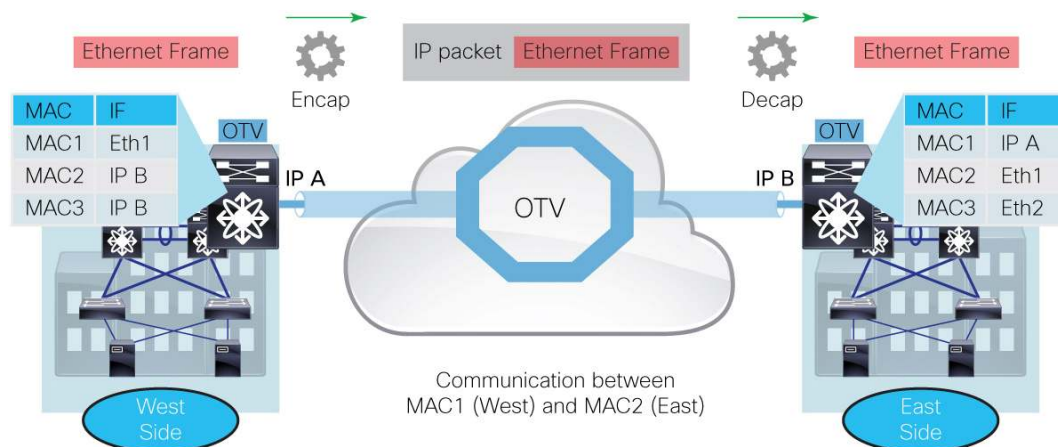 Ethernet Frame
Encap
IP packet Ethernet Frame
Decap
Ethernet Frame
MAC IF
MAC1 Eth1
MAC2 IP B
MAC3 IP B
OTV
IP A
OTV
IP B
OTV
MAC IF
MAC1 IP A
MAC2 Eth1
MAC3 Eth2
Communication between
MAC1 (West) and MAC2 (East)
West
Side
East
Side